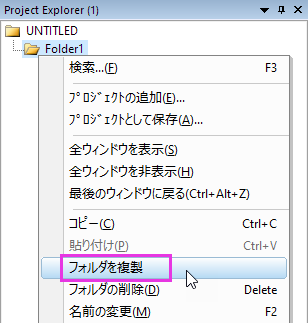 Project Explorer (1)
UNTITLED
Folder1
検索...(F) F3
ﾌﾟﾛｼﾞｪｸﾄの追加(E)...
ﾌﾟﾛｼﾞｪｸﾄとして保存(A)...
全ウィンドウを表示(S)
全ウィンドウを非表示(H)
最後のウィンドウに戻る(Ctrl+Alt+Z)
コピー(C) Ctrl+C
貼り付け(P) Ctrl+V
フォルダを複製
フォルダの削除(D) Delete
名前の変更(M) F2